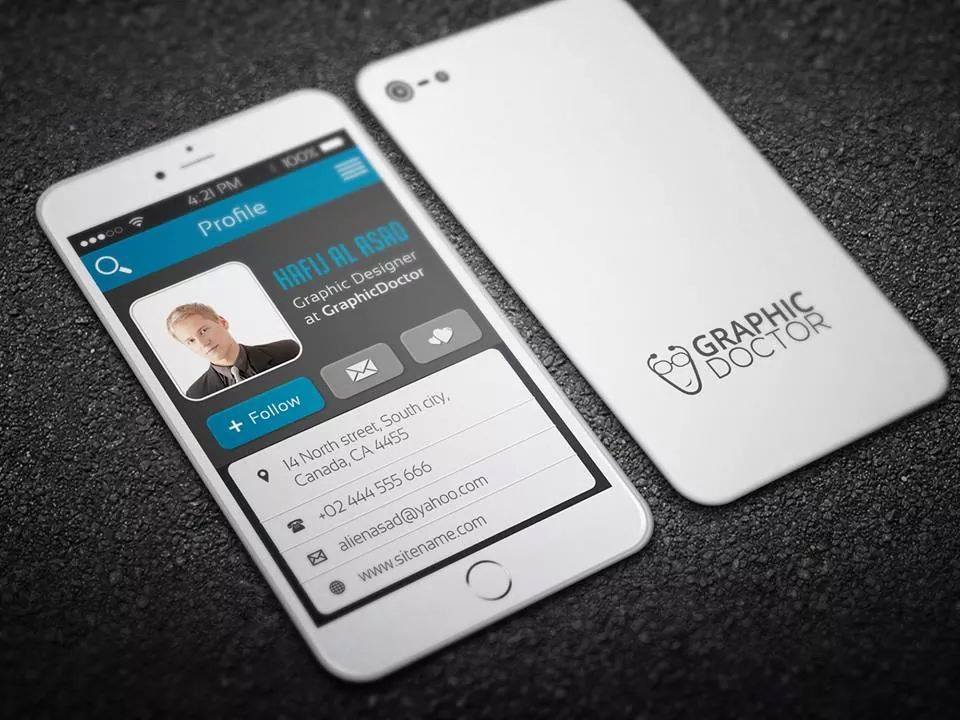 4:21 PM
100%
Profile
HAFIJ AL ASAD
Graphic Designer
at GraphicDoctor
+ Follow
14 North street, South city,
Canada, CA 4455
+02 444 555 666
alienasad@yahoo.com
www.sitename.com
GRAPHIC
DOCTOR